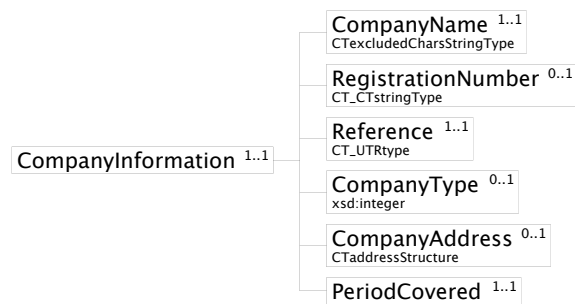 CompanyName 1..1
CTexcludedCharsStringType
RegistrationNumber 0..1
CT_CTstringType
Reference 1..1
CT_UTRtype
CompanyInformation 1..1
CompanyType 0..1
xsd:integer
CompanyAddress 0..1
CTaddressStructure
PeriodCovered 1..1